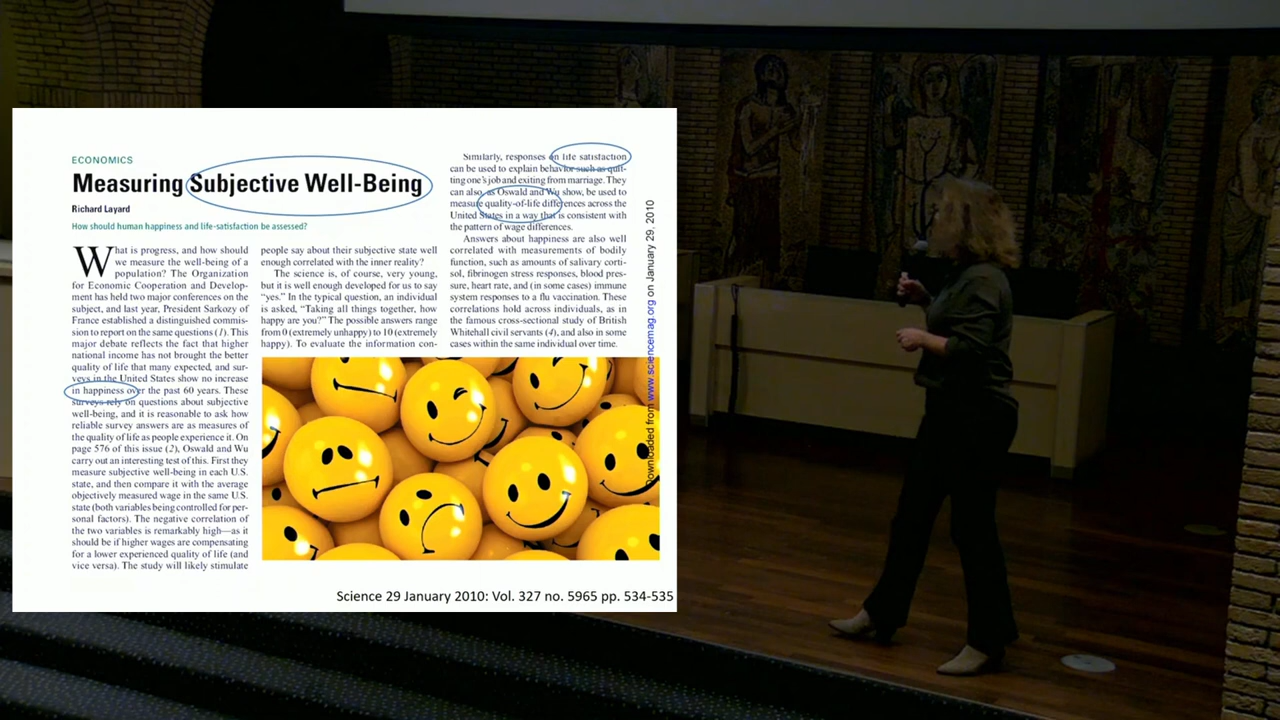 ECONOMICS
Measuring Subjective Well-Being
Richard Layard
How should human happiness and life-satisfaction be assessed?
What is progress, and how should
we measure the well-being of a
population? The Organization
for Economic Cooperation and Develop-
ment has held two major conferences on the
subject, and last year, President Sarkozy of
France established a distinguished commis-
sion to report on the same questions (1). This
major debate reflects the fact that higher
national income has not brought the better
quality of life that many expected, and sur-
veys in the United States show no increase
in happiness over the past 60 years. These
surveys rely on questions about subjective
well-being, and it is reasonable to ask how
reliable survey answers are as measures of
the quality of life as people experience it. On
page 576 of this issue (2), Oswald and Wu
carry out an interesting test of this. First they
measure subjective well-being in each U.S.
state, and then compare it with the average
objectively measured wage in the same U.S.
state (both variables being controlled for per-
sonal factors). The negative correlation of
the two variables is remarkably high—as it
should be if higher wages are compensating
for a lower experienced quality of life (and
vice versa). The study will likely stimulate
people say about their subjective state well
enough correlated with the inner reality?
The science is, of course, very young,
but it is well enough developed for us to say
“yes.” In the typical question, an individual
is asked, “Taking all things together, how
happy are you?” The possible answers range
from 0 (extremely unhappy) to 10 (extremely
happy). To evaluate the information con-
Similarly, responses on life satisfaction
can be used to explain behavior such as quit-
ting one's job and exiting from marriage. They
can also, as Oswald and Wu show, be used to
measure quality-of-life differences across the
United States in a way that is consistent with
the pattern of wage differences.
Answers about happiness are also well
correlated with measurements of bodily
function, such as amounts of salivary corti-
sol, fibrinogen stress responses, blood pres-
sure, heart rate, and (in some cases) immune
system responses to a flu vaccination. These
correlations hold across individuals, as in
the famous cross-sectional study of British
Whitehall civil servants (4), and also in some
cases within the same individual over time.
Downloaded from www.sciencemag.org on January 29, 2010
Science 29 January 2010: Vol. 327 no. 5965 pp. 534-535